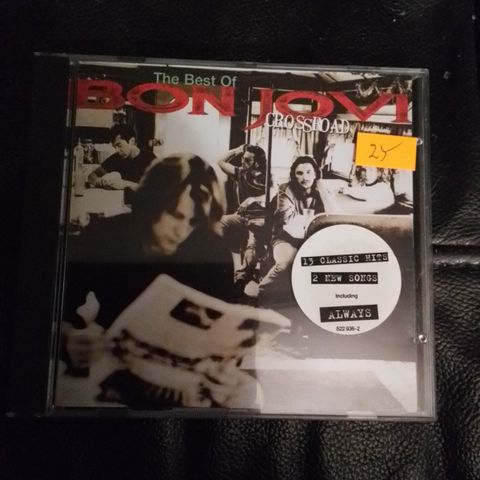 The Best Of
BON JOVI
CROSSROAD
25
13 CLASSIC HITS
2 NEW SONGS
Including
ALWAYS
522 936-2